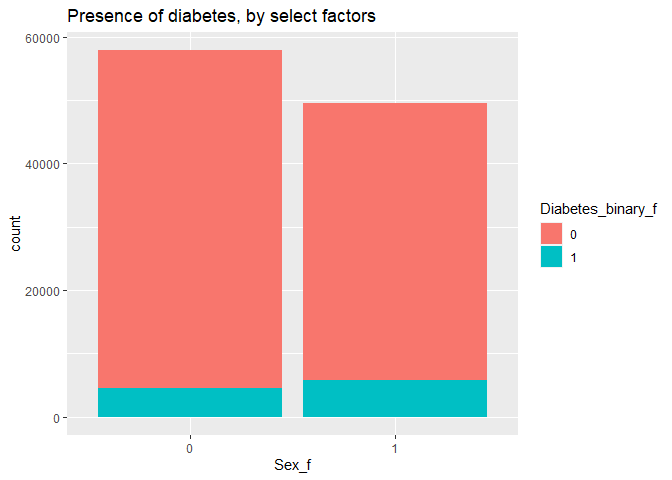 Presence of diabetes, by select factors
60000
40000
20000
0
count
0
1
Sex_f
Diabetes_binary_f
0
1